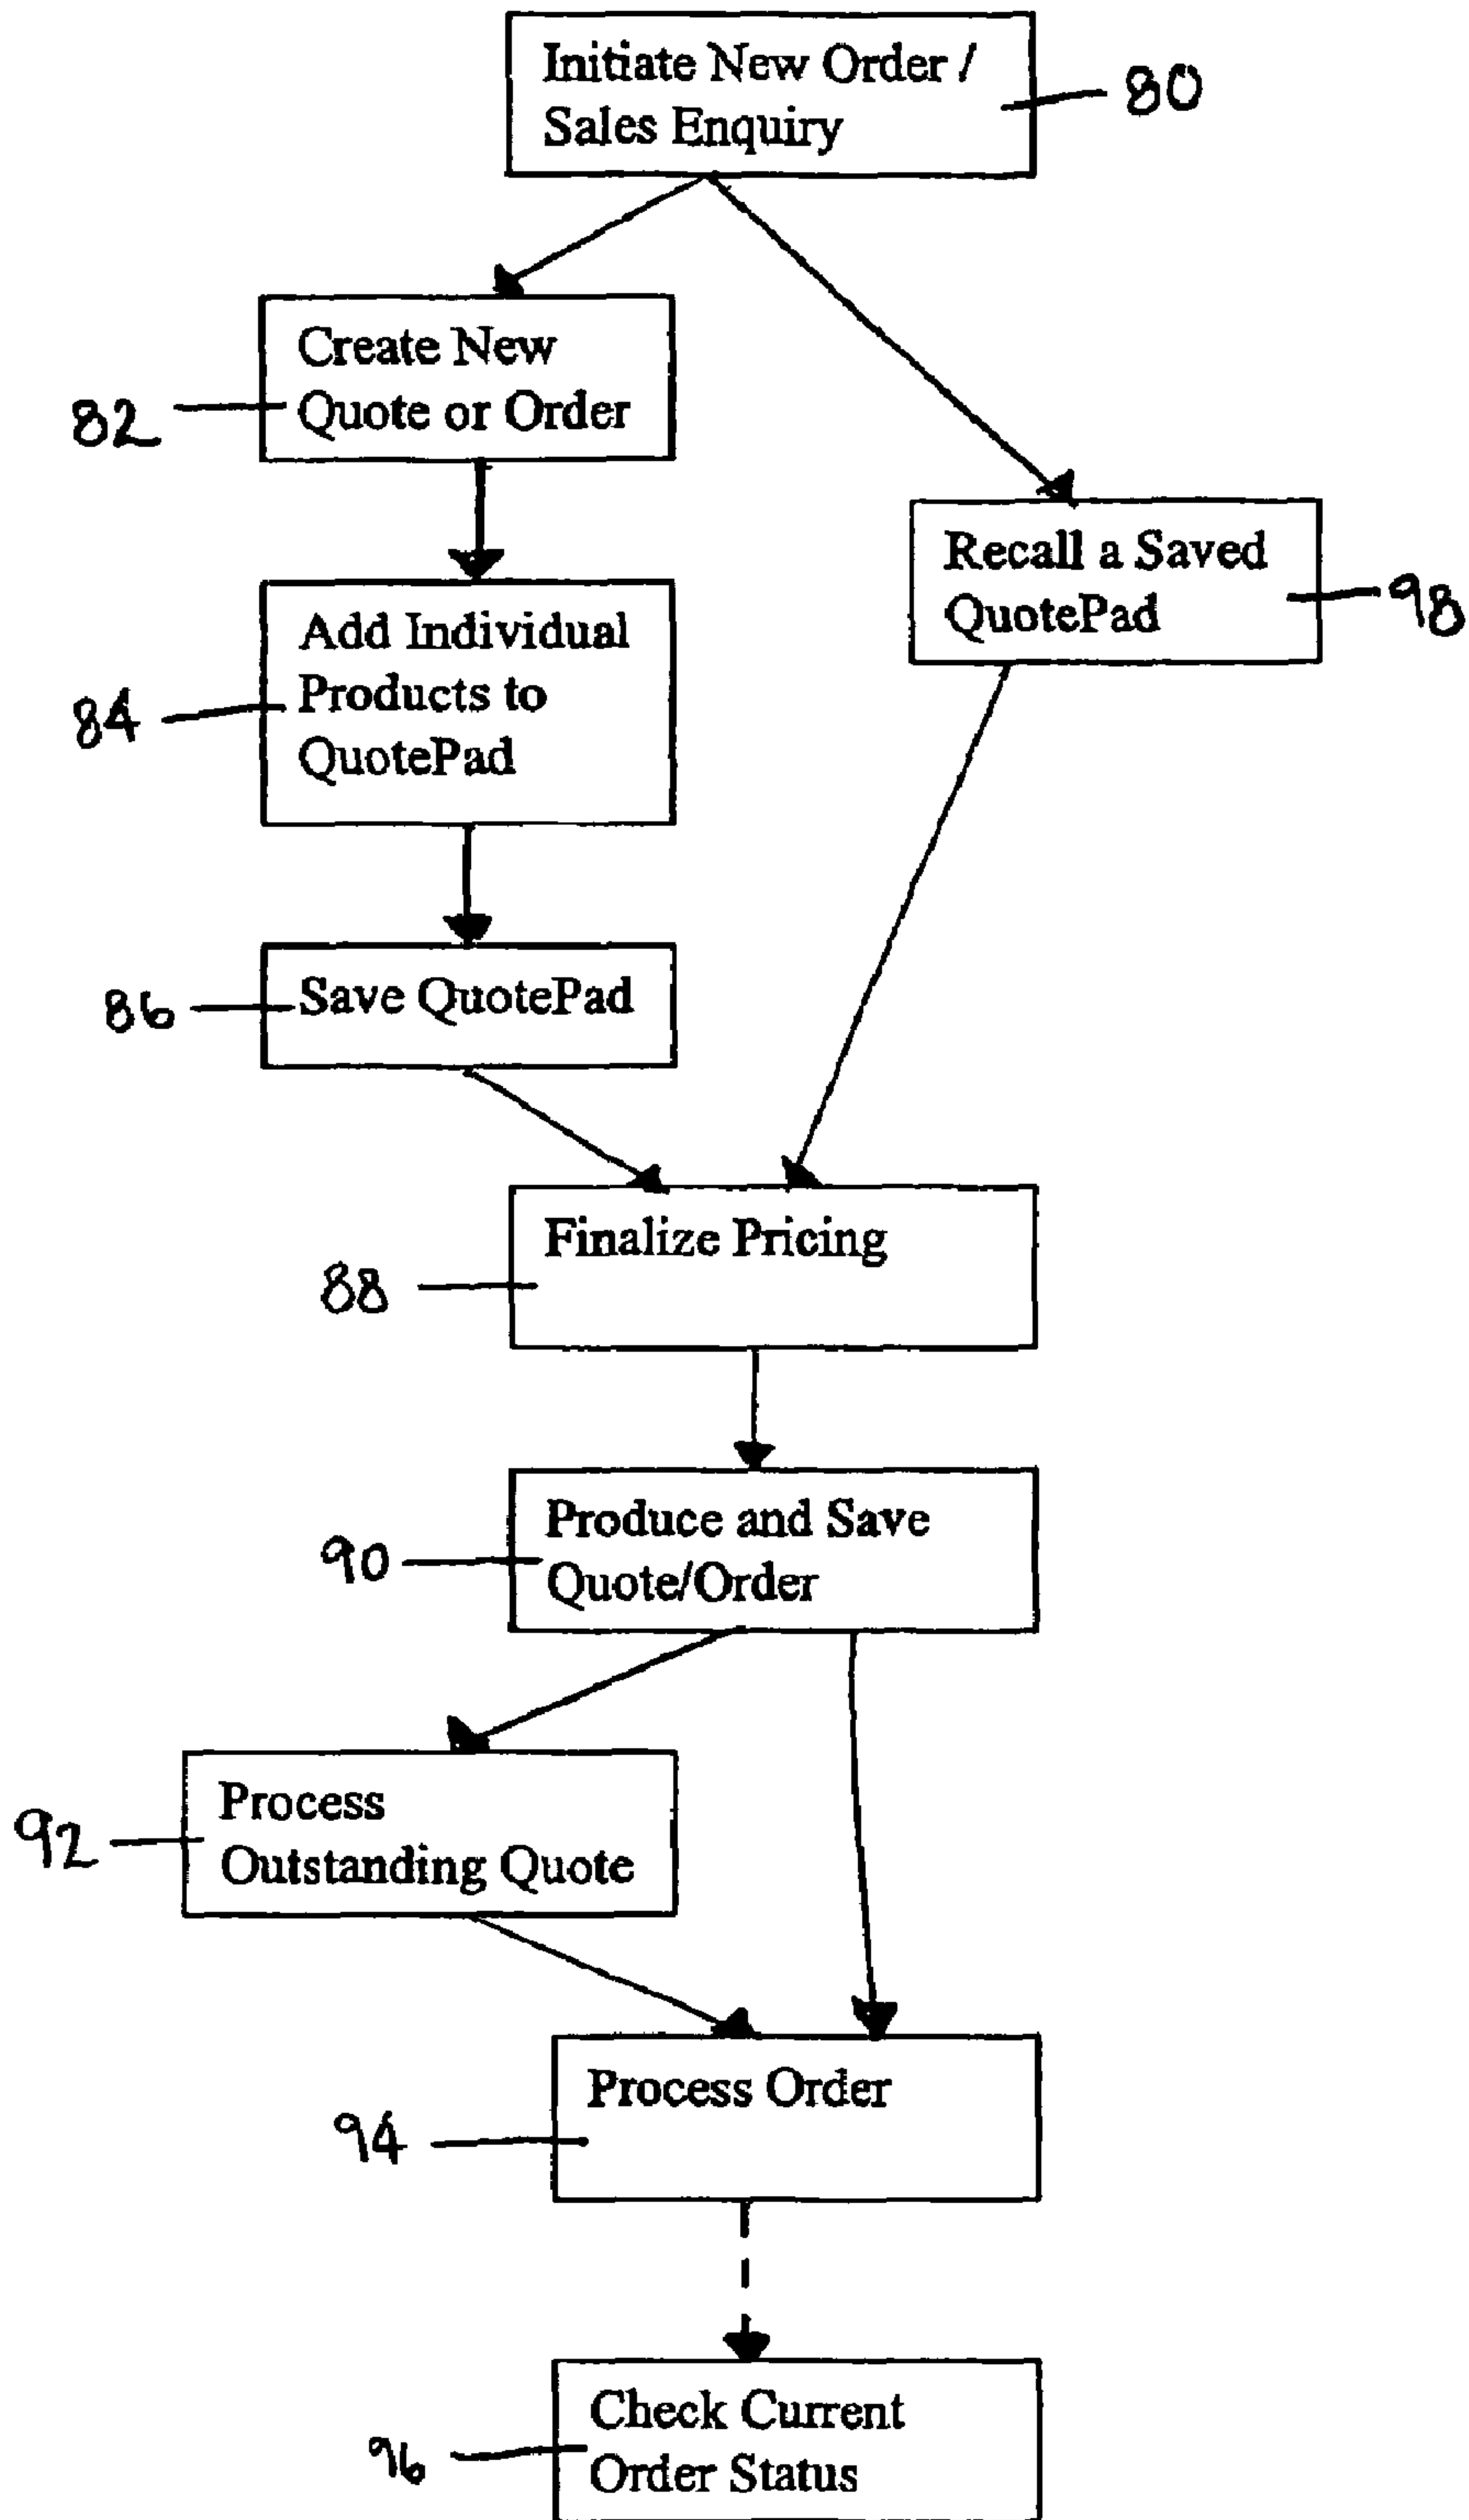 Initiate New Order /
Sales Enquiry
80
Create New
Quote or Order
82
Recall a Saved
QuotePad
98
Add Individual
Products to
QuotePad
84
Save QuotePad
86
Finalize Pricing
88
Produce and Save
Quote/Order
90
Process
Outstanding Quote
92
Process Order
94
Check Current
Order Status
96